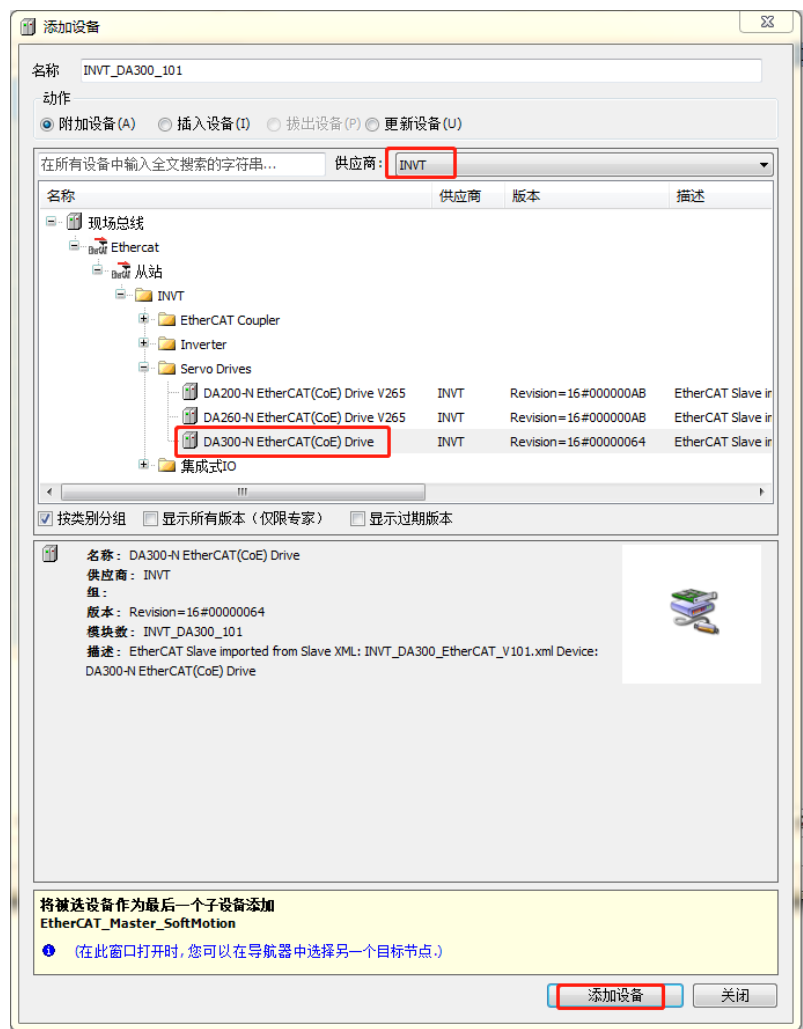 添加设备
名称 INVT_DA300_101
动作
附加设备(A) 插入设备(I) 拔出设备(P) 更新设备(U)
在所有设备中输入全文搜索的字符串... 供应商: INVT
名称 供应商 版本 描述
现场总线
EtherCAT Ethercat
EtherCAT 从站
INVT
EtherCAT Coupler
Inverter
Servo Drives
DA200-N EtherCAT(CoE) Drive V265 INVT Revision=16#000000AB EtherCAT Slave ir
DA260-N EtherCAT(CoE) Drive V265 INVT Revision=16#000000AB EtherCAT Slave ir
DA300-N EtherCAT(CoE) Drive INVT Revision=16#00000064 EtherCAT Slave ir
集成式IO
按类别分组 显示所有版本(仅限专家) 显示过期版本
名称: DA300-N EtherCAT(CoE) Drive
供应商: INVT
组:
版本: Revision=16#00000064
模块数: INVT_DA300_101
描述: EtherCAT Slave imported from Slave XML: INVT_DA300_EtherCAT_V101.xml Device:
DA300-N EtherCAT(CoE) Drive
将被选设备作为最后一个子设备添加
EtherCAT_Master_SoftMotion
(在此窗口打开时,您可以在导航器中选择另一个目标节点.)
添加设备 关闭